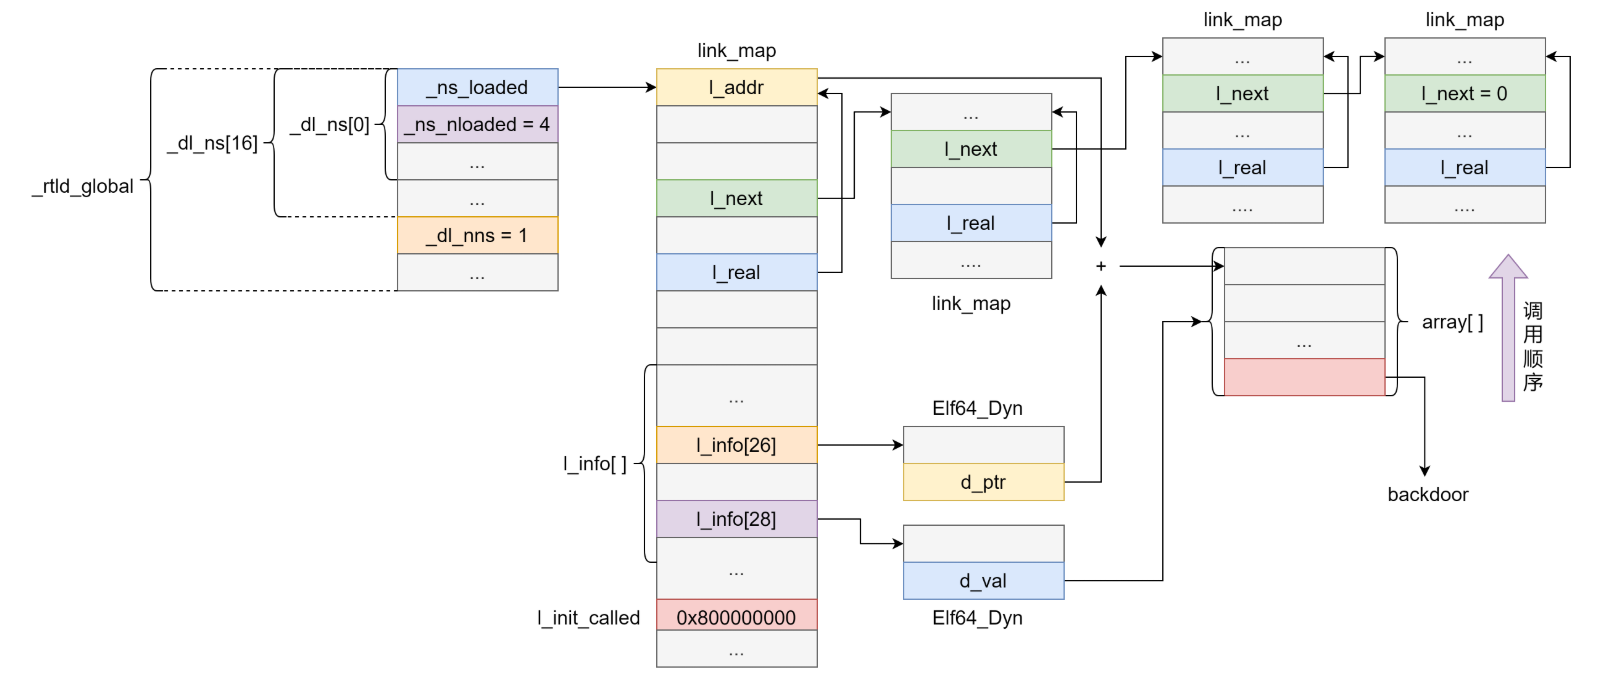 _rtld_global
_dl_ns[16]
_dl_ns[0]
_ns_loaded
_ns_nloaded = 4
...
...
_dl_nns = 1
...
link_map
l_addr
l_next
l_real
...
l_info[ ]
l_info[26]
l_info[28]
...
l_init_called
0x800000000
...
...
l_next
l_real
....
link_map
link_map
...
l_next
...
l_real
....
link_map
...
l_next = 0
...
l_real
....
+
...
array[ ]
调
用
顺
序
backdoor
Elf64_Dyn
d_ptr
d_val
Elf64_Dyn